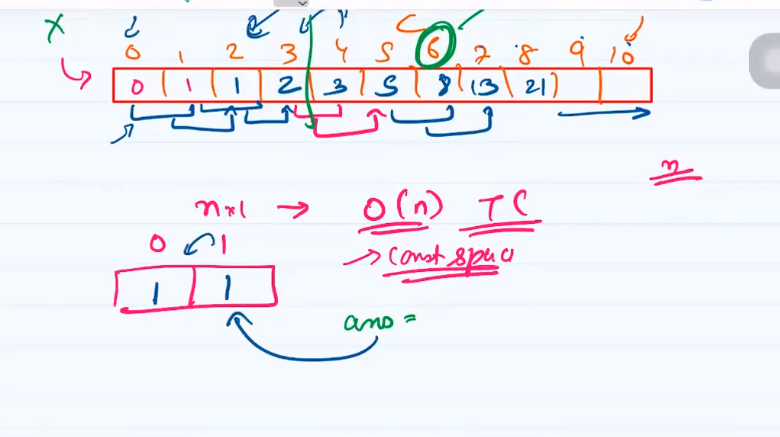 X
0 1 2 3 4 5 6 7 8 9 10
0 1 1 2 3 5 8 13 21
n
n+1 → O(n) TC
0 1 → const space
1 1
ans =